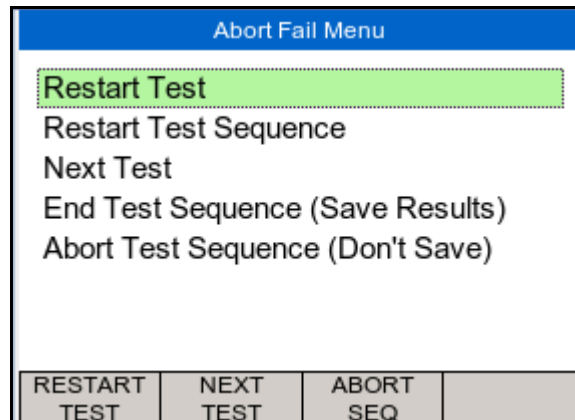 Abort Fail Menu
Restart Test
Restart Test Sequence
Next Test
End Test Sequence (Save Results)
Abort Test Sequence (Don't Save)
RESTART NEXT ABORT
TEST TEST SEQ